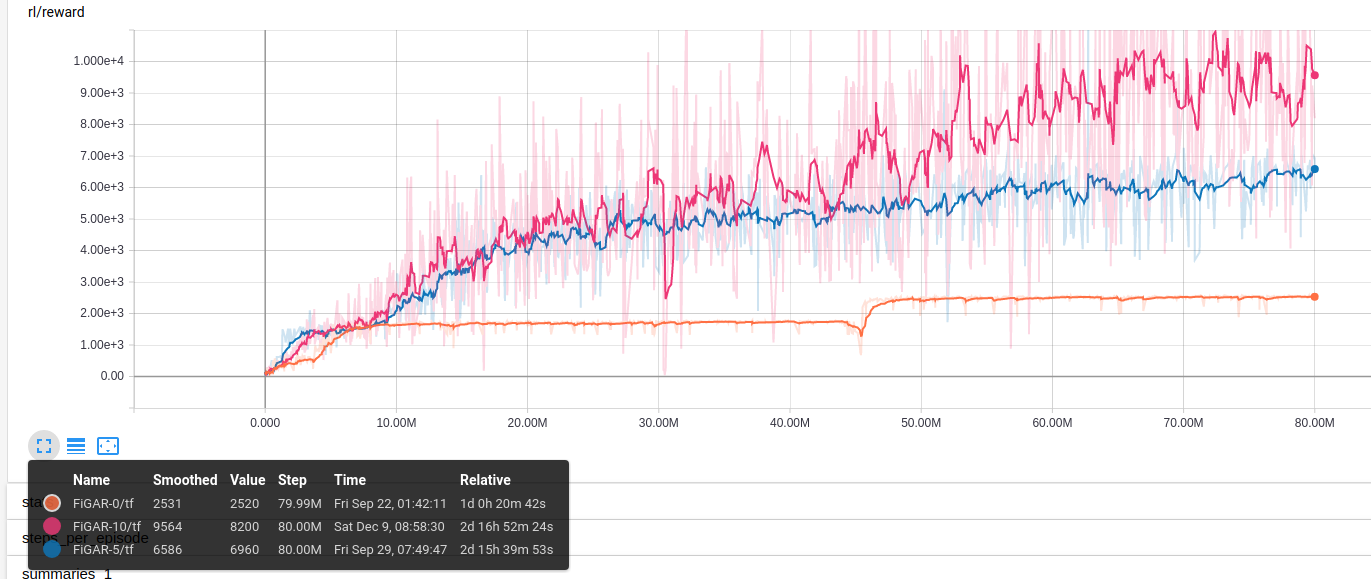 rl/reward
1.000e+4
9.00e+3
8.00e+3
7.00e+3
6.00e+3
5.00e+3
4.00e+3
3.00e+3
2.00e+3
1.00e+3
0.00
0.000 10.00M 20.00M 30.00M 40.00M 50.00M 60.00M 70.00M 80.00M
Name Smoothed Value Step Time Relative
FiGAR-0/tf 2531 2520 79.99M Fri Sep 22, 01:42:11 1d 0h 20m 42s
FiGAR-10/tf 9564 8200 80.00M Sat Dec 9, 08:58:30 2d 16h 52m 24s
steps_per_episode
FiGAR-5/tf 6586 6960 80.00M Fri Sep 29, 07:49:47 2d 15h 39m 53s
summaries_1